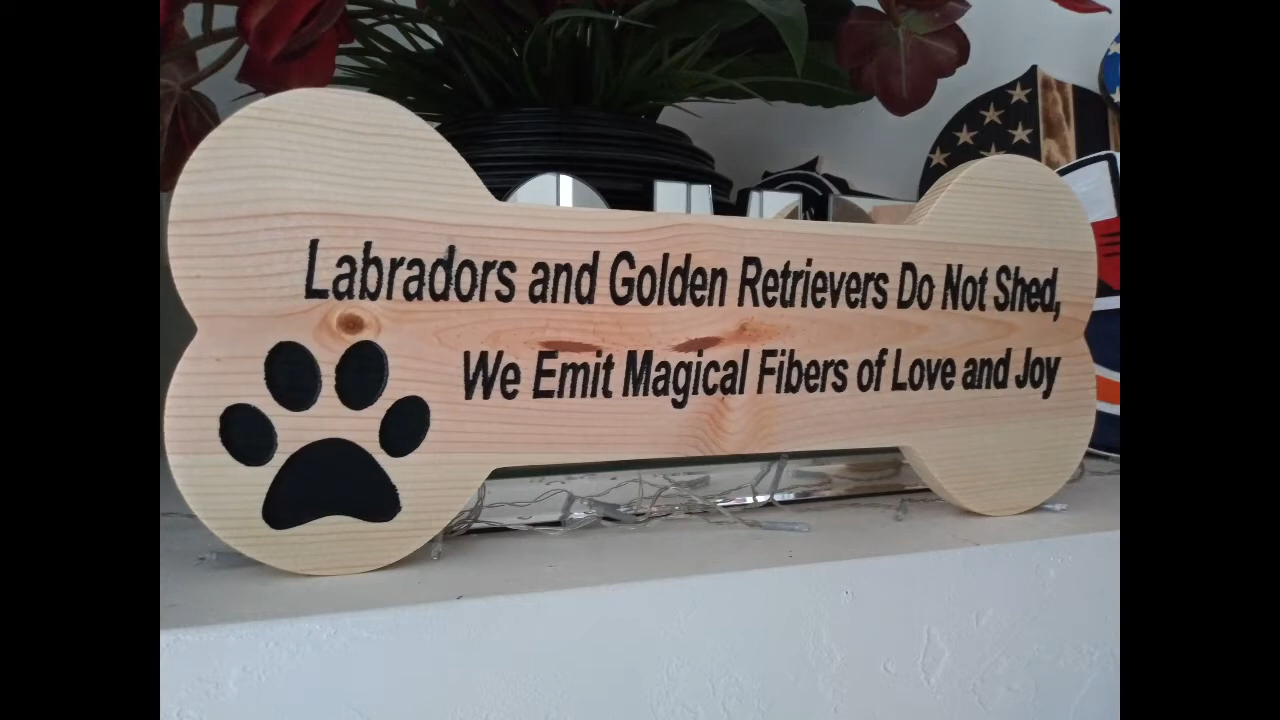 Labradors and Golden Retrievers Do Not Shed,
We Emit Magical Fibers of Love and Joy